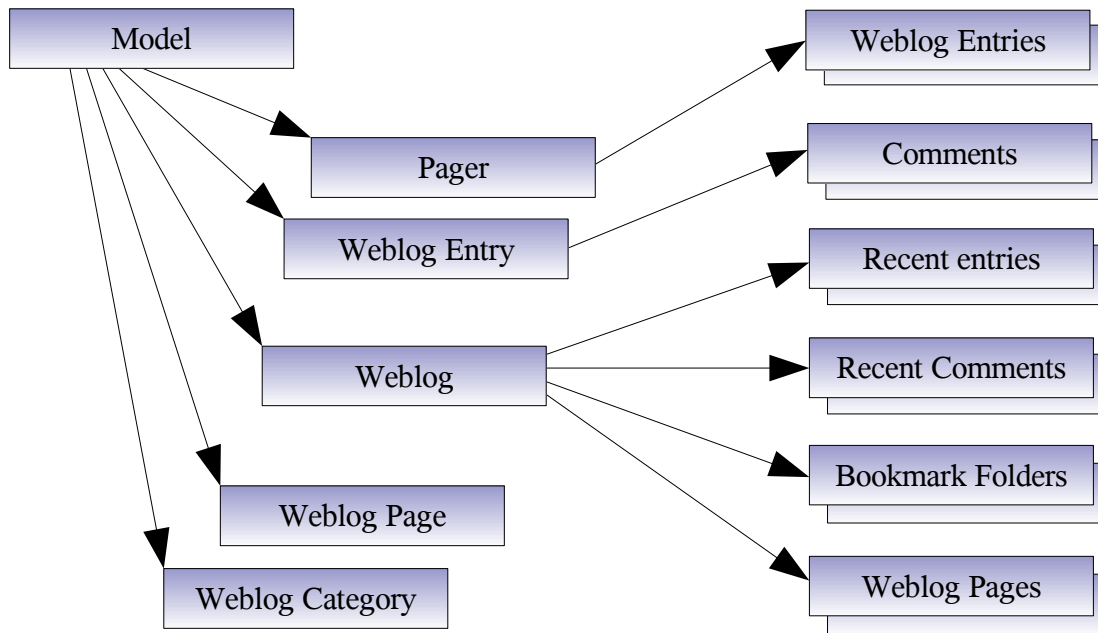 Model
Weblog Entries
Comments
Pager
Weblog Entry
Recent entries
Weblog
Recent Comments
Bookmark Folders
Weblog Page
Weblog Pages
Weblog Category